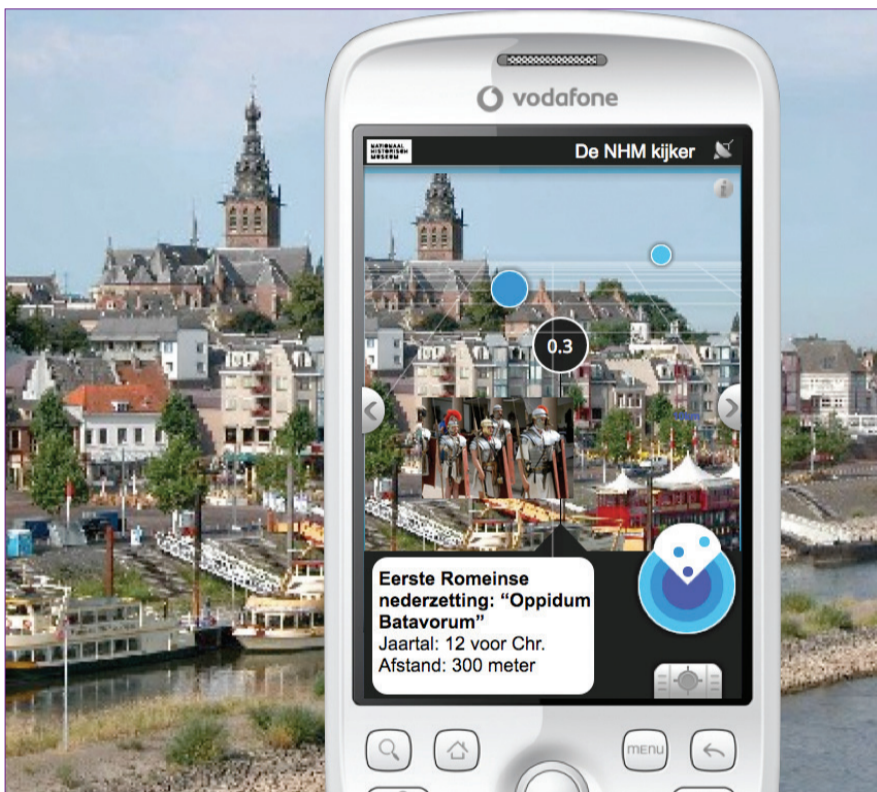 vodafone
NATIONAAL
HISTORISCH
MUSEUM
De NHM kijker
i
0.3
Eerste Romeinse
nederzetting: “Oppidum
Batavorum”
Jaartal: 12 voor Chr.
Afstand: 300 meter
MENU